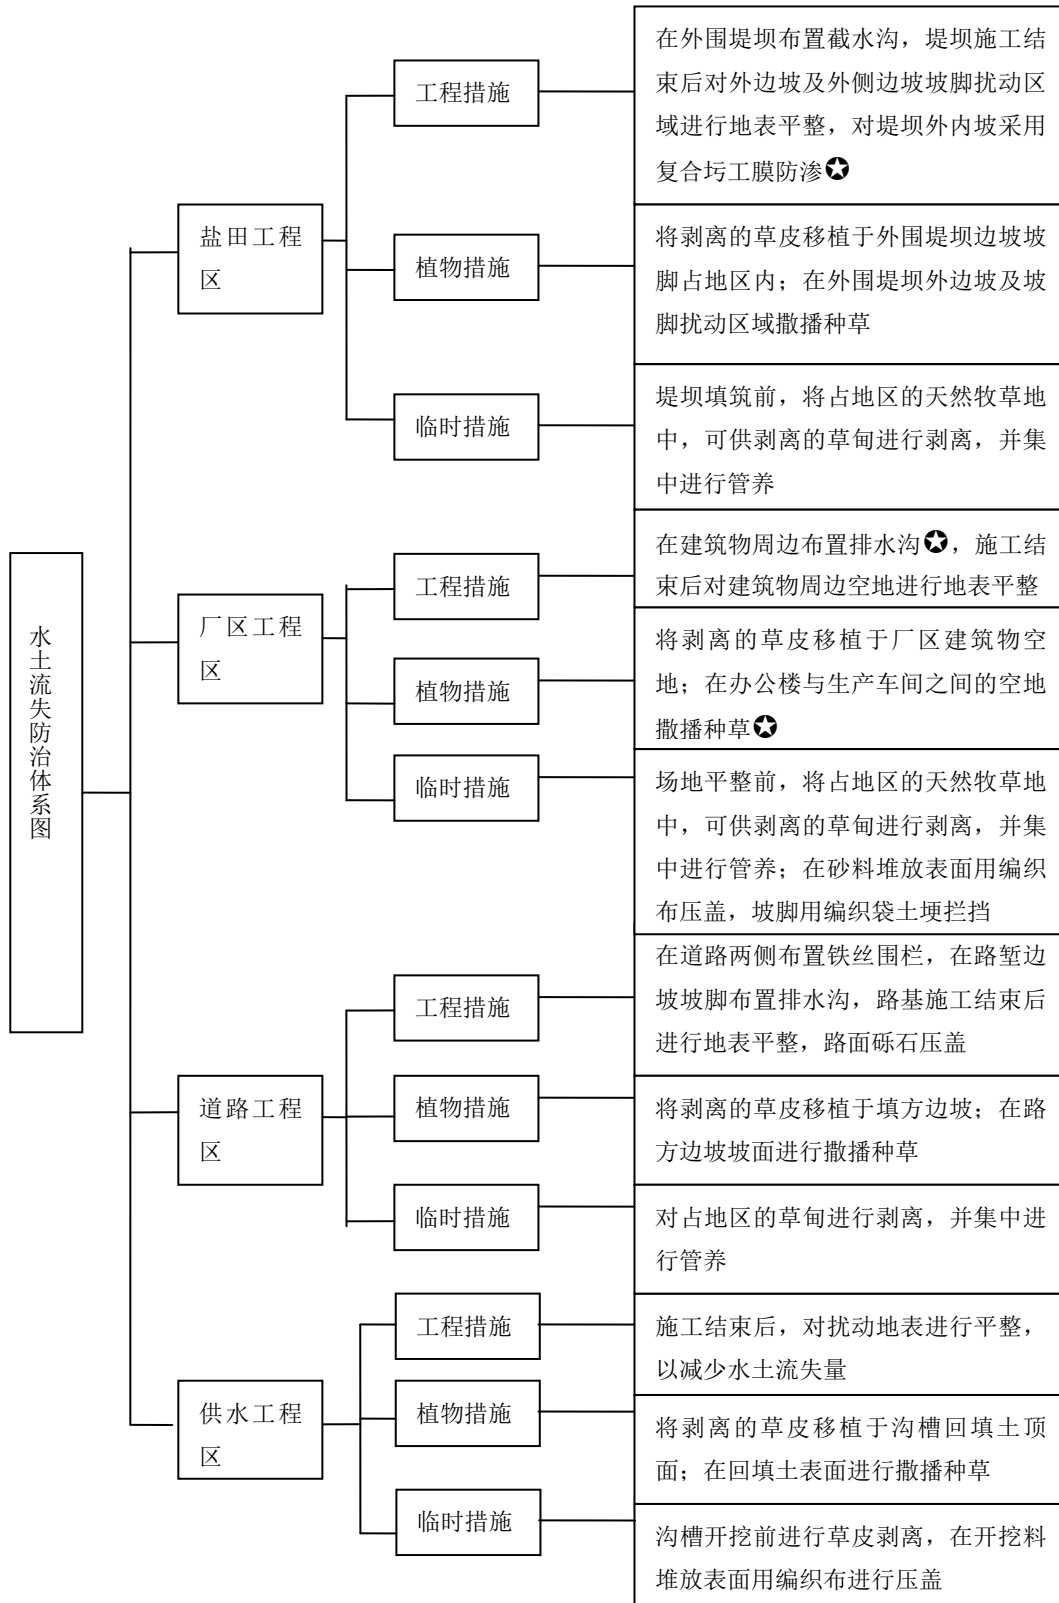 水土流失防治体系图
盐田工程
区
工程措施
在外围堤坝布置截水沟，堤坝施工结
束后对外边坡及外侧边坡坡脚扰动区
域进行地表平整，对堤坝外内坡采用
复合圬工膜防渗✪
植物措施
将剥离的草皮移植于外围堤坝边坡坡
脚占地区内；在外围堤坝外边坡及坡
脚扰动区域撒播种草
临时措施
堤坝填筑前，将占地区的天然牧草地
中，可供剥离的草甸进行剥离，并集
中进行管养
厂区工程
区
工程措施
在建筑物周边布置排水沟✪，施工结
束后对建筑物周边空地进行地表平整
植物措施
将剥离的草皮移植于厂区建筑物空
地；在办公楼与生产车间之间的空地
撒播种草✪
临时措施
场地平整前，将占地区的天然牧草地
中，可供剥离的草甸进行剥离，并集
中进行管养；在砂料堆放表面用编织
布压盖，坡脚用编织袋土埂拦挡
道路工程
区
工程措施
在道路两侧布置铁丝围栏，在路堑边
坡坡脚布置排水沟，路基施工结束后
进行地表平整，路面砾石压盖
植物措施
将剥离的草皮移植于填方边坡；在路
方边坡坡面进行撒播种草
临时措施
对占地区的草甸进行剥离，并集中进
行管养
供水工程
区
工程措施
施工结束后，对扰动地表进行平整，
以减少水土流失量
植物措施
将剥离的草皮移植于沟槽回填土顶
面；在回填土表面进行撒播种草
临时措施
沟槽开挖前进行草皮剥离，在开挖料
堆放表面用编织布进行压盖